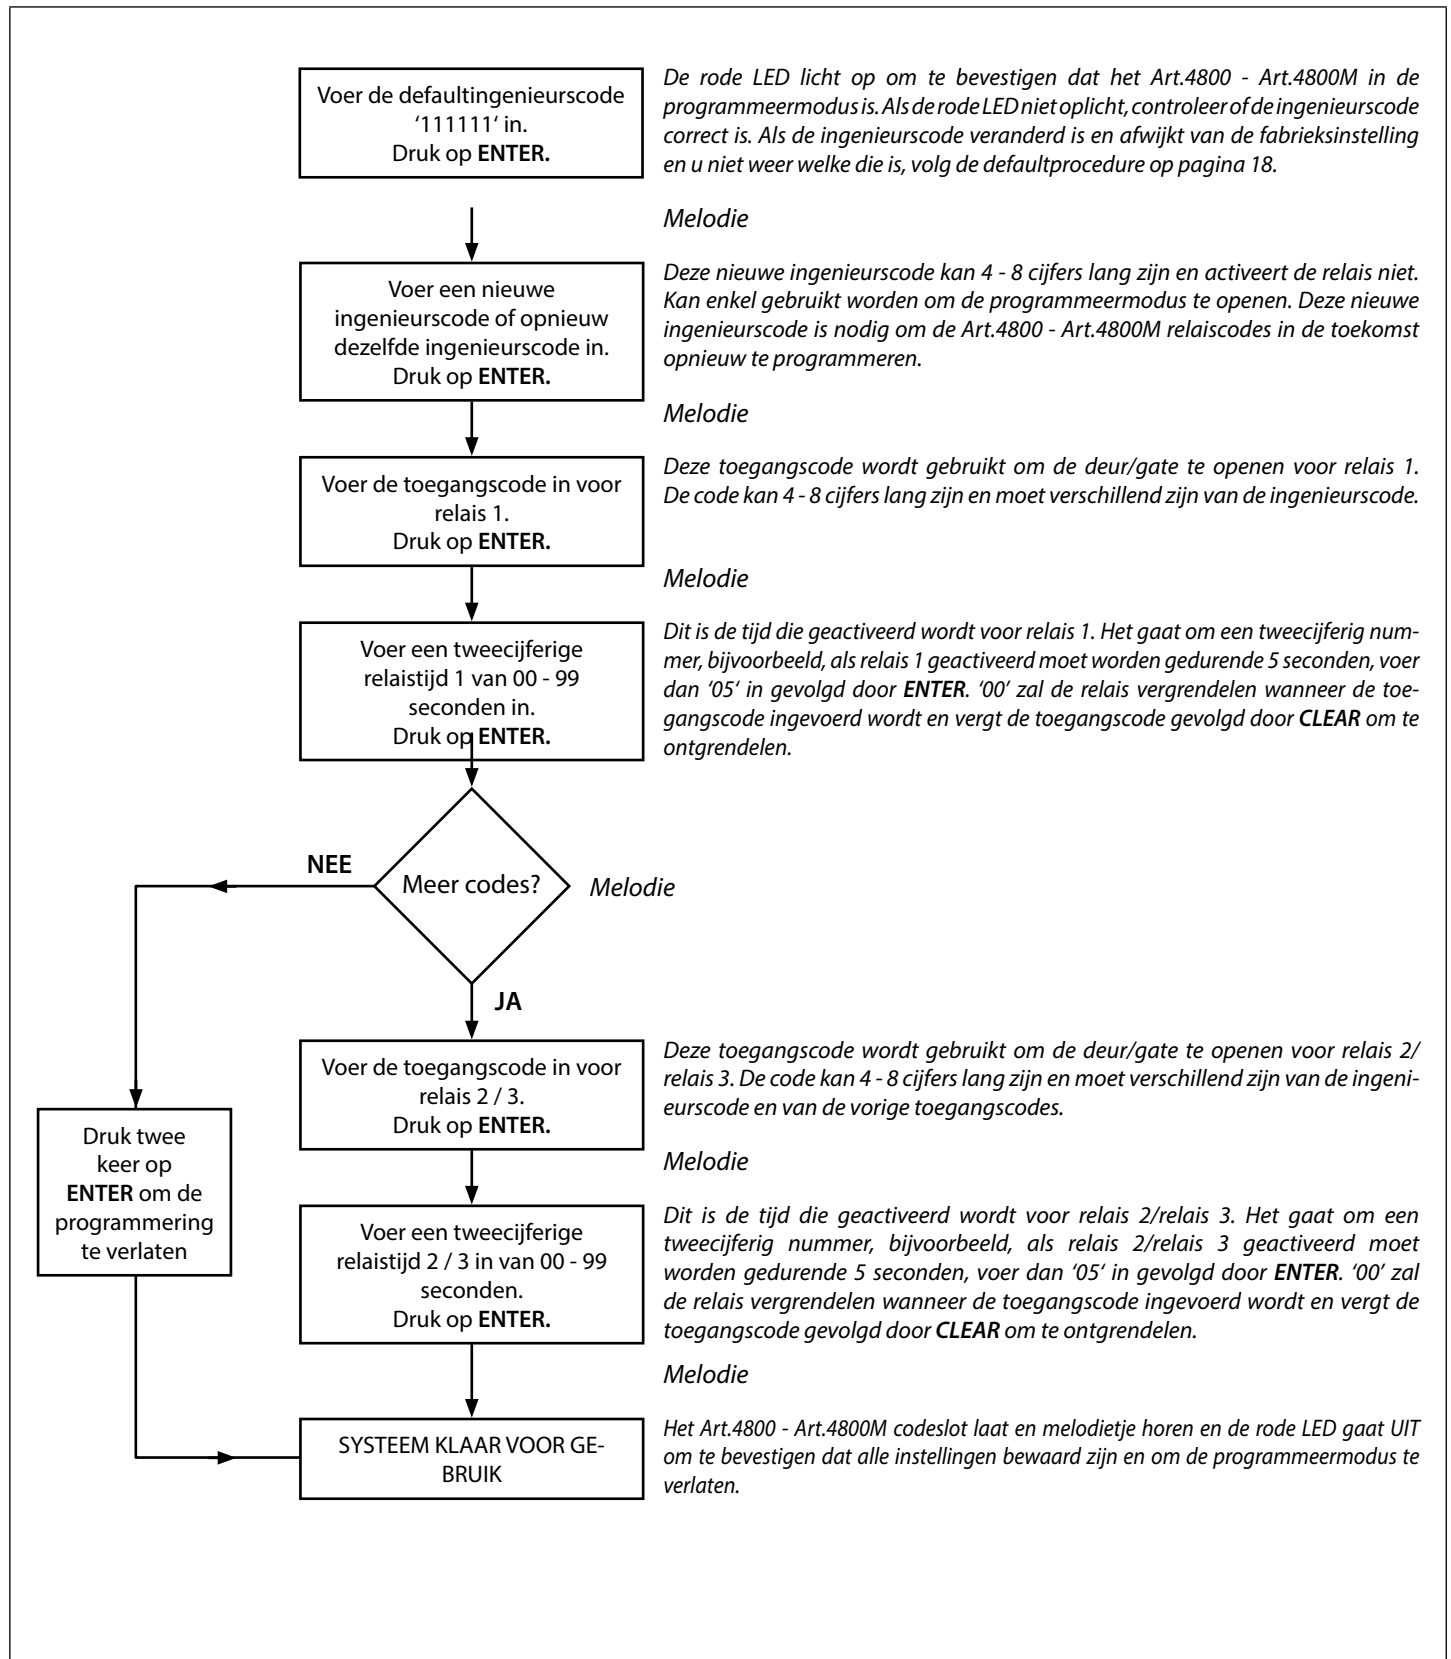 Voer de defaultingenieurscode
‘111111‘ in.
Druk op ENTER.
De rode LED licht op om te bevestigen dat het Art.4800 - Art.4800M in de
programmeermodus is. Als de rode LED niet oplicht, controleer of de ingenieurscode
correct is. Als de ingenieurscode veranderd is en afwijkt van de fabrieksinstelling
en u niet weer welke die is, volg de defaultprocedure op pagina 18.
Melodie
Voer een nieuwe
ingenieurscode of opnieuw
dezelfde ingenieurscode in.
Druk op ENTER.
Deze nieuwe ingenieurscode kan 4 - 8 cijfers lang zijn en activeert de relais niet.
Kan enkel gebruikt worden om de programmeermodus te openen. Deze nieuwe
ingenieurscode is nodig om de Art.4800 - Art.4800M relaiscodes in de toekomst
opnieuw te programmeren.
Melodie
Voer de toegangscode in voor
relais 1.
Druk op ENTER.
Deze toegangscode wordt gebruikt om de deur/gate te openen voor relais 1.
De code kan 4 - 8 cijfers lang zijn en moet verschillend zijn van de ingenieurscode.
Melodie
Voer een tweecijferige
relaistijd 1 van 00 - 99
seconden in.
Druk op ENTER.
Dit is de tijd die geactiveerd wordt voor relais 1. Het gaat om een tweecijferig num-
mer, bijvoorbeeld, als relais 1 geactiveerd moet worden gedurende 5 seconden, voer
dan ‘05‘ in gevolgd door ENTER. ‘00’ zal de relais vergrendelen wanneer de toe-
gangscode ingevoerd wordt en vergt de toegangscode gevolgd door CLEAR om te
ontgrendelen.
NEE
Meer codes?
Melodie
JA
Voer de toegangscode in voor
relais 2 / 3.
Druk op ENTER.
Deze toegangscode wordt gebruikt om de deur/gate te openen voor relais 2/
relais 3. De code kan 4 - 8 cijfers lang zijn en moet verschillend zijn van de ingeni-
eurscode en van de vorige toegangscodes.
Druk twee
keer op
ENTER om de
programmering
te verlaten
Melodie
Voer een tweecijferige
relaistijd 2 / 3 in van 00 - 99
seconden.
Druk op ENTER.
Dit is de tijd die geactiveerd wordt voor relais 2/relais 3. Het gaat om een
tweecijferig nummer, bijvoorbeeld, als relais 2/relais 3 geactiveerd moet
worden gedurende 5 seconden, voer dan ‘05‘ in gevolgd door ENTER. ‘00’ zal
de relais vergrendelen wanneer de toegangscode ingevoerd wordt en vergt de
toegangscode gevolgd door CLEAR om te ontgrendelen.
Melodie
SYSTEEM KLAAR VOOR GE-
BRUIK
Het Art.4800 - Art.4800M codeslot laat en melodietje horen en de rode LED gaat UIT
om te bevestigen dat alle instellingen bewaard zijn en om de programmeermodus te
verlaten.